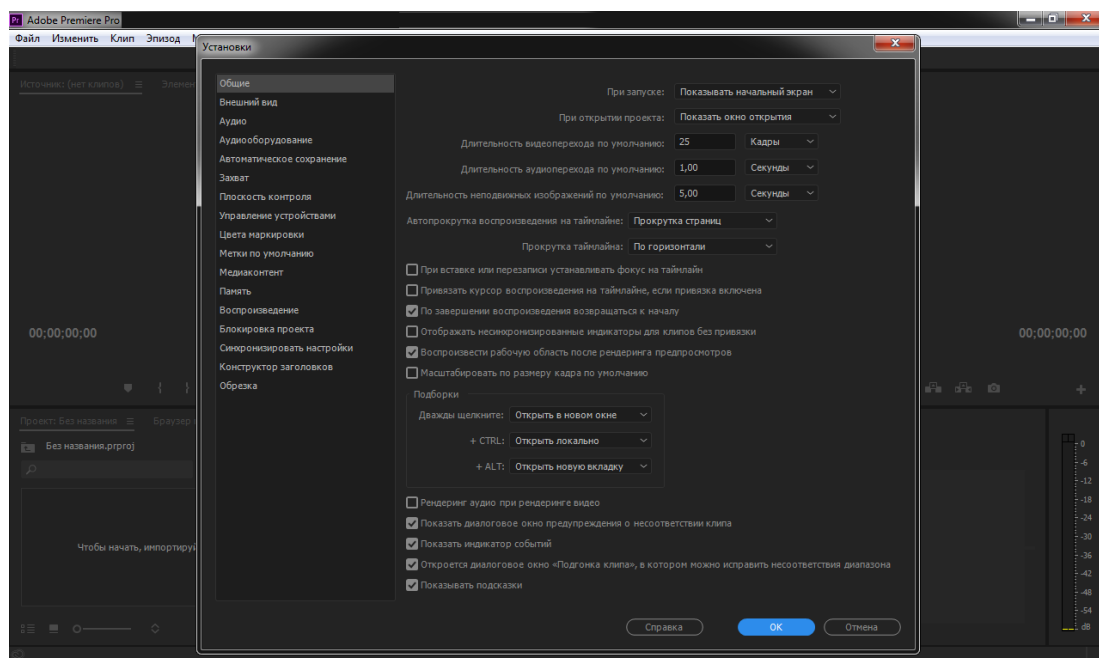 Pr Adobe Premiere Pro
Файл Изменить Клип Эпизод
Установки
Источник: (нет клипов)
Элемен
Общие
Внешний вид
Аудио
Аудиооборудование
Автоматическое сохранение
Захват
Плоскость контроля
Управление устройствами
Цвета маркировки
Метки по умолчанию
Медиаконтент
Память
Воспроизведение
Блокировка проекта
Синхронизировать настройки
Конструктор заголовков
Обрезка
При запуске: Показывать начальный экран
При открытии проекта: Показать окно открытия
Длительность видеоперехода по умолчанию: 25 Кадры
Длительность аудиоперехода по умолчанию: 1,00 Секунды
Длительность неподвижных изображений по умолчанию: 5,00 Секунды
Автопрокрутка воспроизведения на таймлайне: Прокрутка страниц
Прокрутка таймлайна: По горизонтали
При вставке или перезаписи устанавливать фокус на таймлайн
Привязать курсор воспроизведения на таймлайне, если привязка включена
По завершении воспроизведения возвращаться к началу
Отображать несинхронизированные индикаторы для клипов без привязки
Воспроизвести рабочую область после рендеринга предпросмотров
Масштабировать по размеру кадра по умолчанию
Подборки
Дважды щелкните: Открыть в новом окне
+ CTRL: Открыть локально
+ ALT: Открыть новую вкладку
Рендеринг аудио при рендеринге видео
Показать диалоговое окно предупреждения о несоответствии клипа
Показать индикатор событий
Откроется диалоговое окно «Подгонка клипа», в котором можно исправить несоответствия диапазона
Показывать подсказки
Справка
OK
Отмена
00;00;00;00
00;00;00;00
Проект: Без названия
Браузер
Без названия.prproj
Чтобы начать, импортируй
0
-6
-12
-18
-24
-30
-36
-42
-48
-54
dB